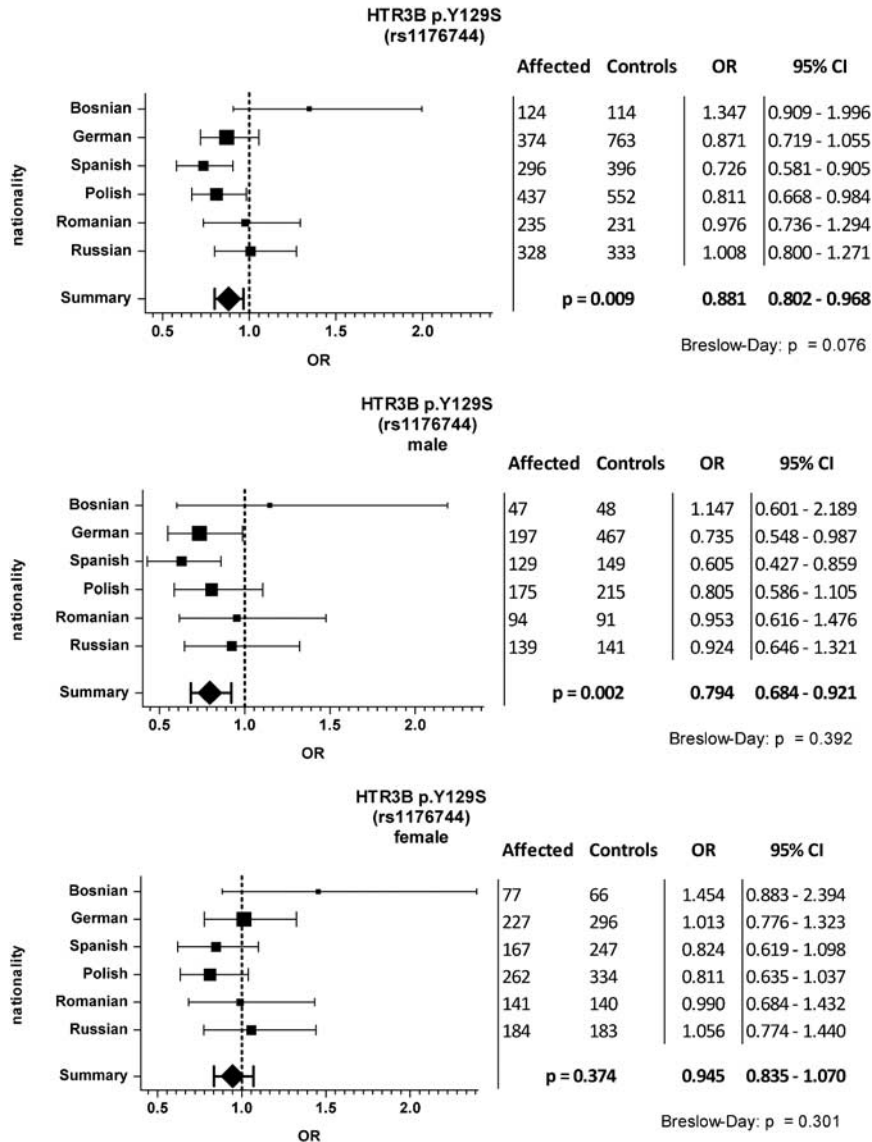 HTR3B p.Y129S
(rs1176744)
Affected Controls OR 95% CI
Bosnian 124 114 1.347 0.909 - 1.996
German 374 763 0.871 0.719 - 1.055
Spanish 296 396 0.726 0.581 - 0.905
Polish 437 552 0.811 0.668 - 0.984
Romanian 235 231 0.976 0.736 - 1.294
Russian 328 333 1.008 0.800 - 1.271
Summary p = 0.009 0.881 0.802 - 0.968
nationality
0.5 1.0 1.5 2.0
OR
Breslow-Day: p = 0.076
HTR3B p.Y129S
(rs1176744)
male
Affected Controls OR 95% CI
Bosnian 47 48 1.147 0.601 - 2.189
German 197 467 0.735 0.548 - 0.987
Spanish 129 149 0.605 0.427 - 0.859
Polish 175 215 0.805 0.586 - 1.105
Romanian 94 91 0.953 0.616 - 1.476
Russian 139 141 0.924 0.646 - 1.321
Summary p = 0.002 0.794 0.684 - 0.921
nationality
0.5 1.0 1.5 2.0
OR
Breslow-Day: p = 0.392
HTR3B p.Y129S
(rs1176744)
female
Affected Controls OR 95% CI
Bosnian 77 66 1.454 0.883 - 2.394
German 227 296 1.013 0.776 - 1.323
Spanish 167 247 0.824 0.619 - 1.098
Polish 262 334 0.811 0.635 - 1.037
Romanian 141 140 0.990 0.684 - 1.432
Russian 184 183 1.056 0.774 - 1.440
Summary p = 0.374 0.945 0.835 - 1.070
nationality
0.5 1.0 1.5 2.0
OR
Breslow-Day: p = 0.301